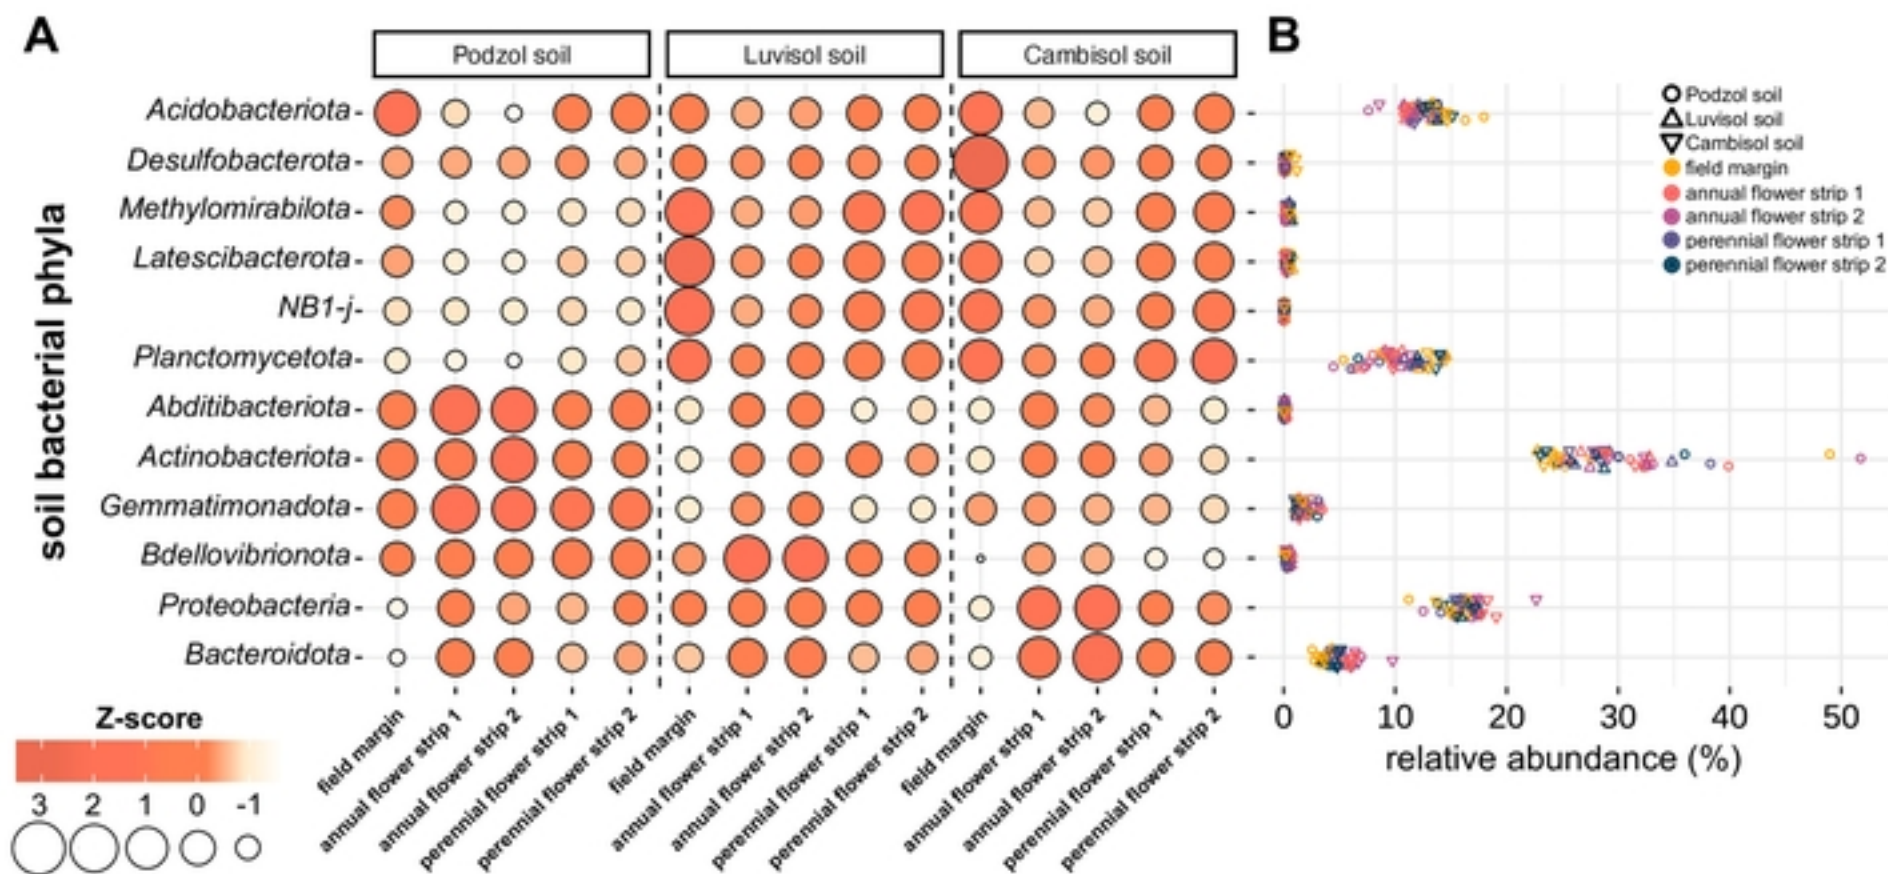 A
B
Podzol soil
Luvisol soil
Cambisol soil
soil bacterial phyla
Acidobacteriota
Desulfobacterota
Methylomirabilota
Latescibacterota
NB1-j
Planctomycetota
Abditibacteriota
Actinobacteriota
Gemmatimonadota
Bdellovibrionota
Proteobacteria
Bacteroidota
Podzol soil
Luvisol soil
Cambisol soil
field margin
annual flower strip 1
annual flower strip 2
perennial flower strip 1
perennial flower strip 2
Z-score
3 2 1 0 -1
field margin
annual flower strip 1
annual flower strip 2
perennial flower strip 1
perennial flower strip 2
field margin
annual flower strip 1
annual flower strip 2
perennial flower strip 1
perennial flower strip 2
field margin
annual flower strip 1
annual flower strip 2
perennial flower strip 1
perennial flower strip 2
0 10 20 30 40 50
relative abundance (%)